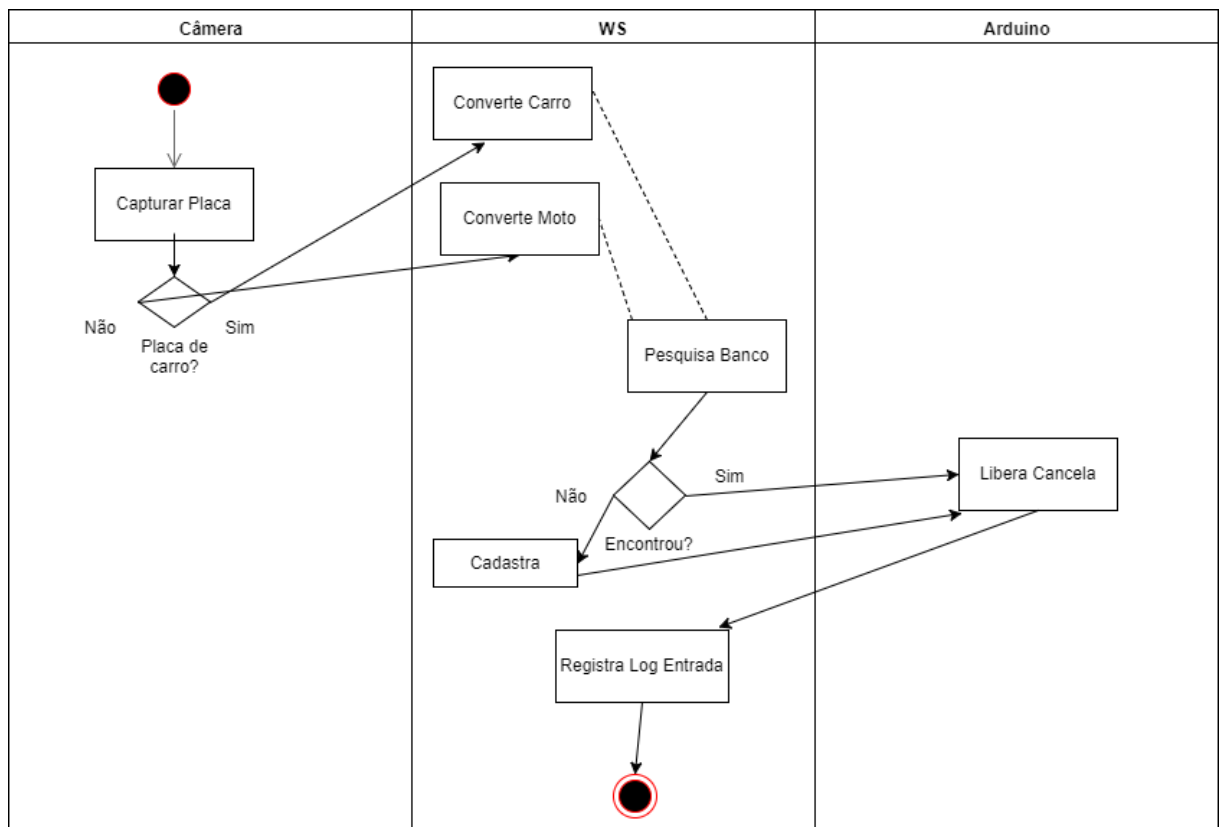 Câmera
WS
Arduino
Converte Carro
Capturar Placa
Converte Moto
Não
Sim
Placa de
carro?
Pesquisa Banco
Sim
Libera Cancela
Não
Encontrou?
Cadastra
Registra Log Entrada